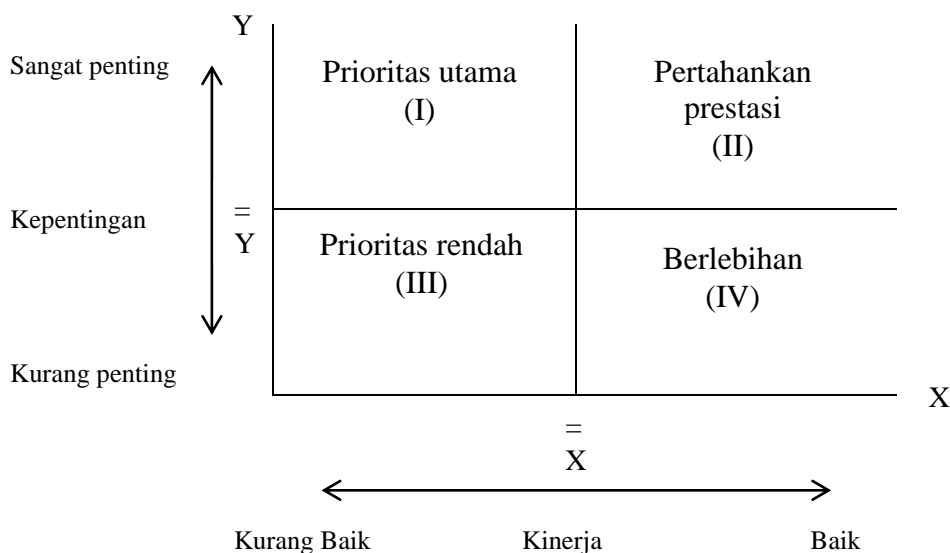 Y
Sangat penting
Prioritas utama
(I)
Pertahankan
prestasi
(II)
Kepentingan
=
Y
Prioritas rendah
(III)
Berlebihan
(IV)
Kurang penting
X
=
X
Kurang Baik
Kinerja
Baik